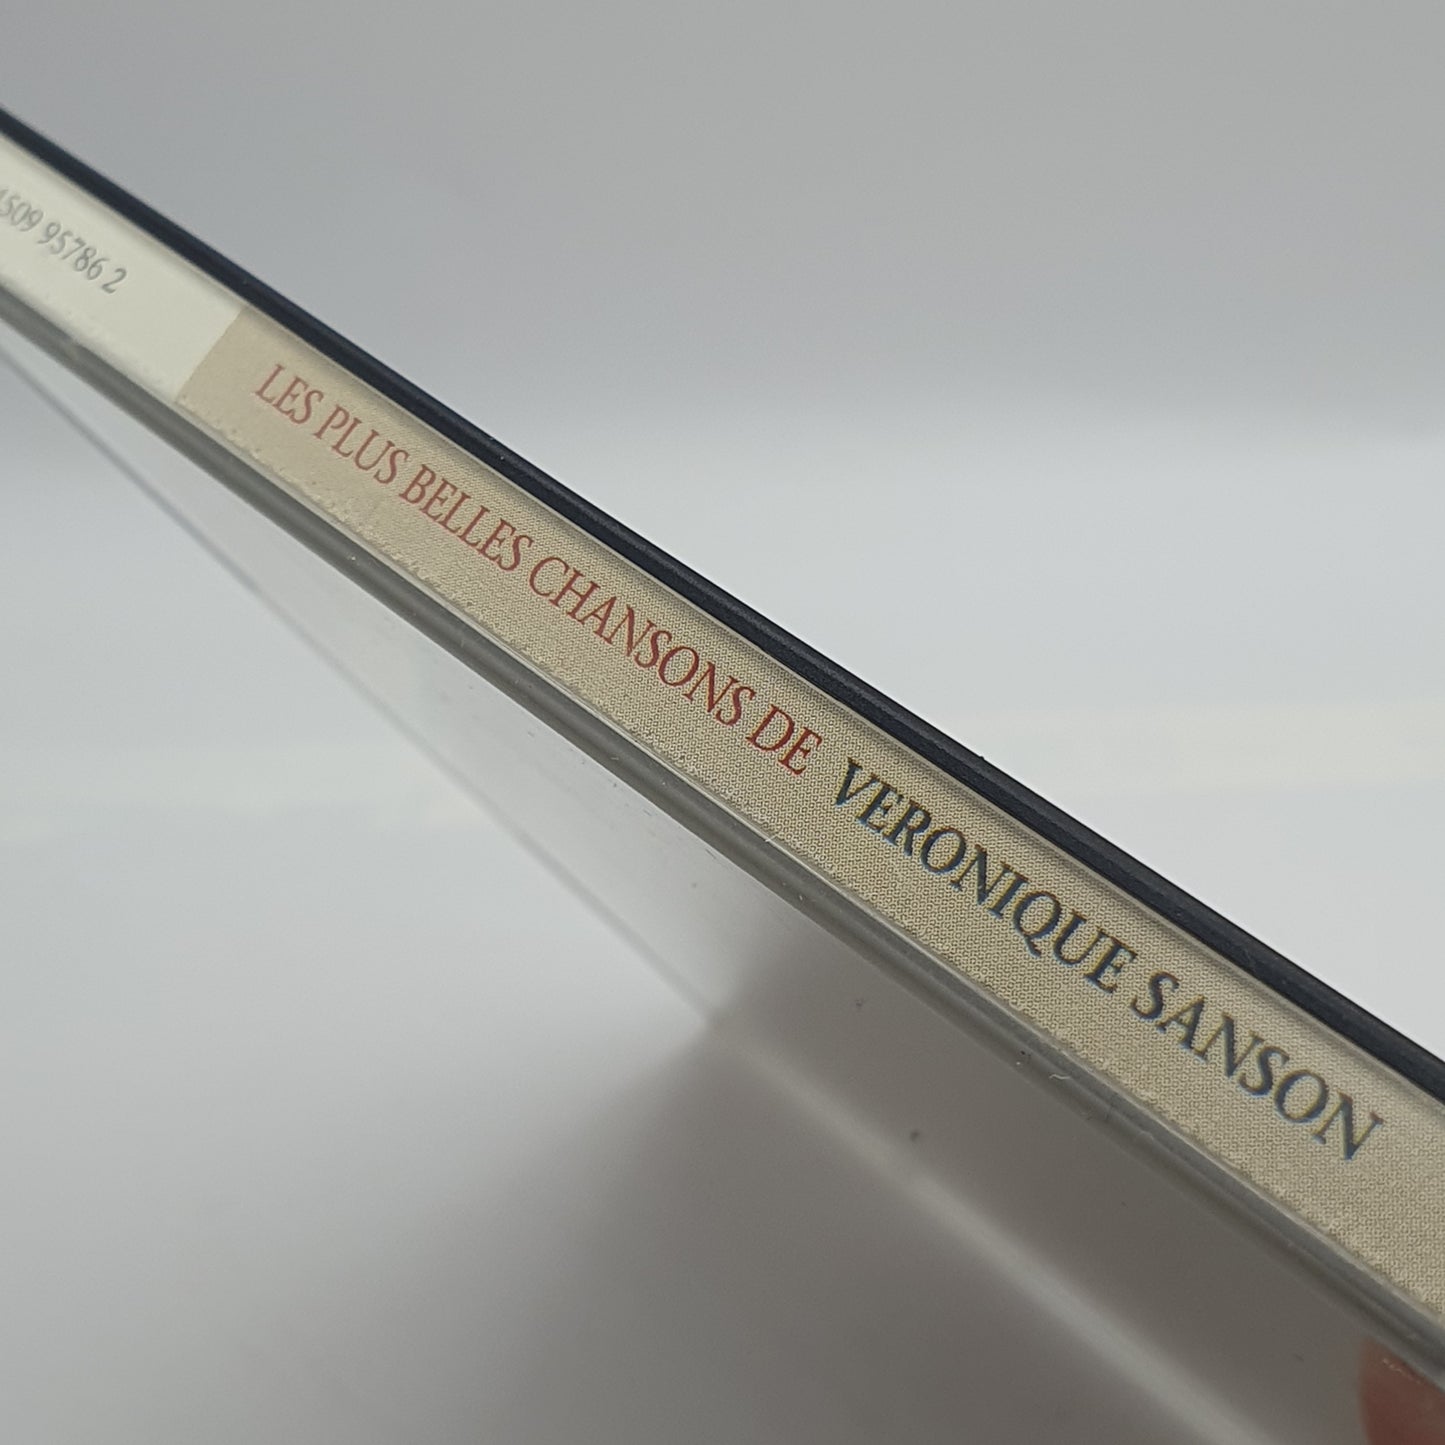 4509 95786 2
LES PLUS BELLES CHANSONS DE VERONIQUE SANSON